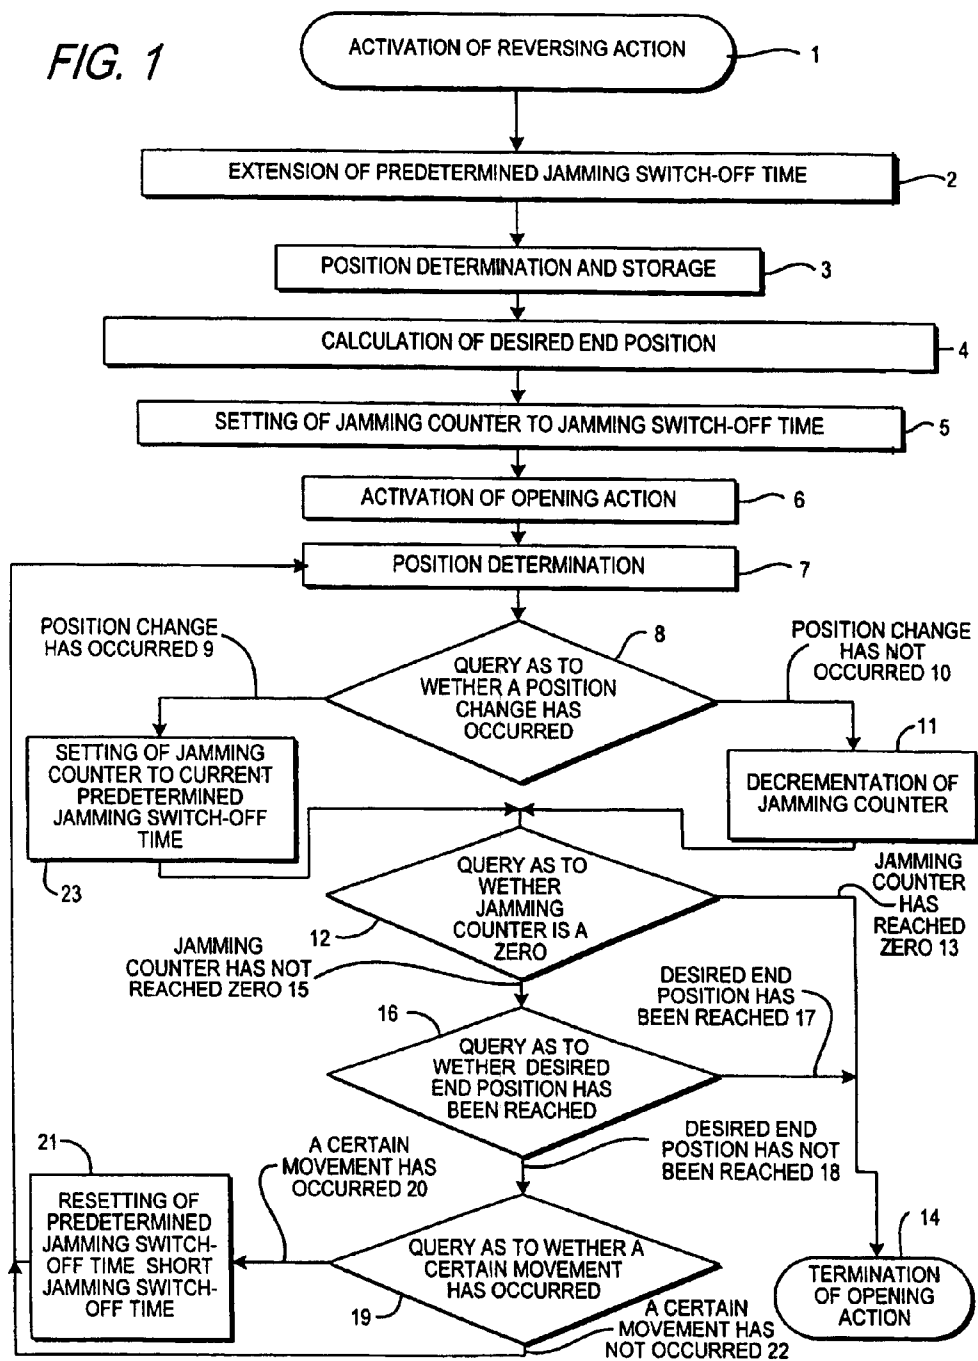 FIG. 1
ACTIVATION OF REVERSING ACTION
1
EXTENSION OF PREDETERMINED JAMMING SWITCH-OFF TIME
2
POSITION DETERMINATION AND STORAGE
3
CALCULATION OF DESIRED END POSITION
4
SETTING OF JAMMING COUNTER TO JAMMING SWITCH-OFF TIME
5
ACTIVATION OF OPENING ACTION
6
POSITION DETERMINATION
7
POSITION CHANGE
HAS OCCURRED 9
8
QUERY AS TO
WETHER A POSITION
CHANGE HAS
OCCURRED
POSITION CHANGE
HAS NOT
OCCURRED 10
SETTING OF JAMMING
COUNTER TO CURRENT
PREDETERMINED
JAMMING SWITCH-OFF
TIME
23
11
DECREMENTATION OF
JAMMING COUNTER
QUERY AS TO
WETHER
JAMMING
COUNTER IS A
ZERO
12
JAMMING
COUNTER
HAS
REACHED
ZERO 13
JAMMING
COUNTER HAS NOT
REACHED ZERO 15
16
QUERY AS TO
WETHER DESIRED
END POSITION HAS
BEEN REACHED
DESIRED END
POSITION HAS
BEEN REACHED 17
DESIRED END
POSTION HAS NOT
BEEN REACHED 18
A CERTAIN
MOVEMENT HAS
OCCURRED 20
21
RESETTING OF
PREDETERMINED
JAMMING SWITCH-
OFF TIME SHORT
JAMMING SWITCH-
OFF TIME
QUERY AS TO WETHER A
CERTAIN MOVEMENT
HAS OCCURRED
19
A CERTAIN
MOVEMENT HAS
NOT OCCURRED 22
14
TERMINATION
OF OPENING
ACTION